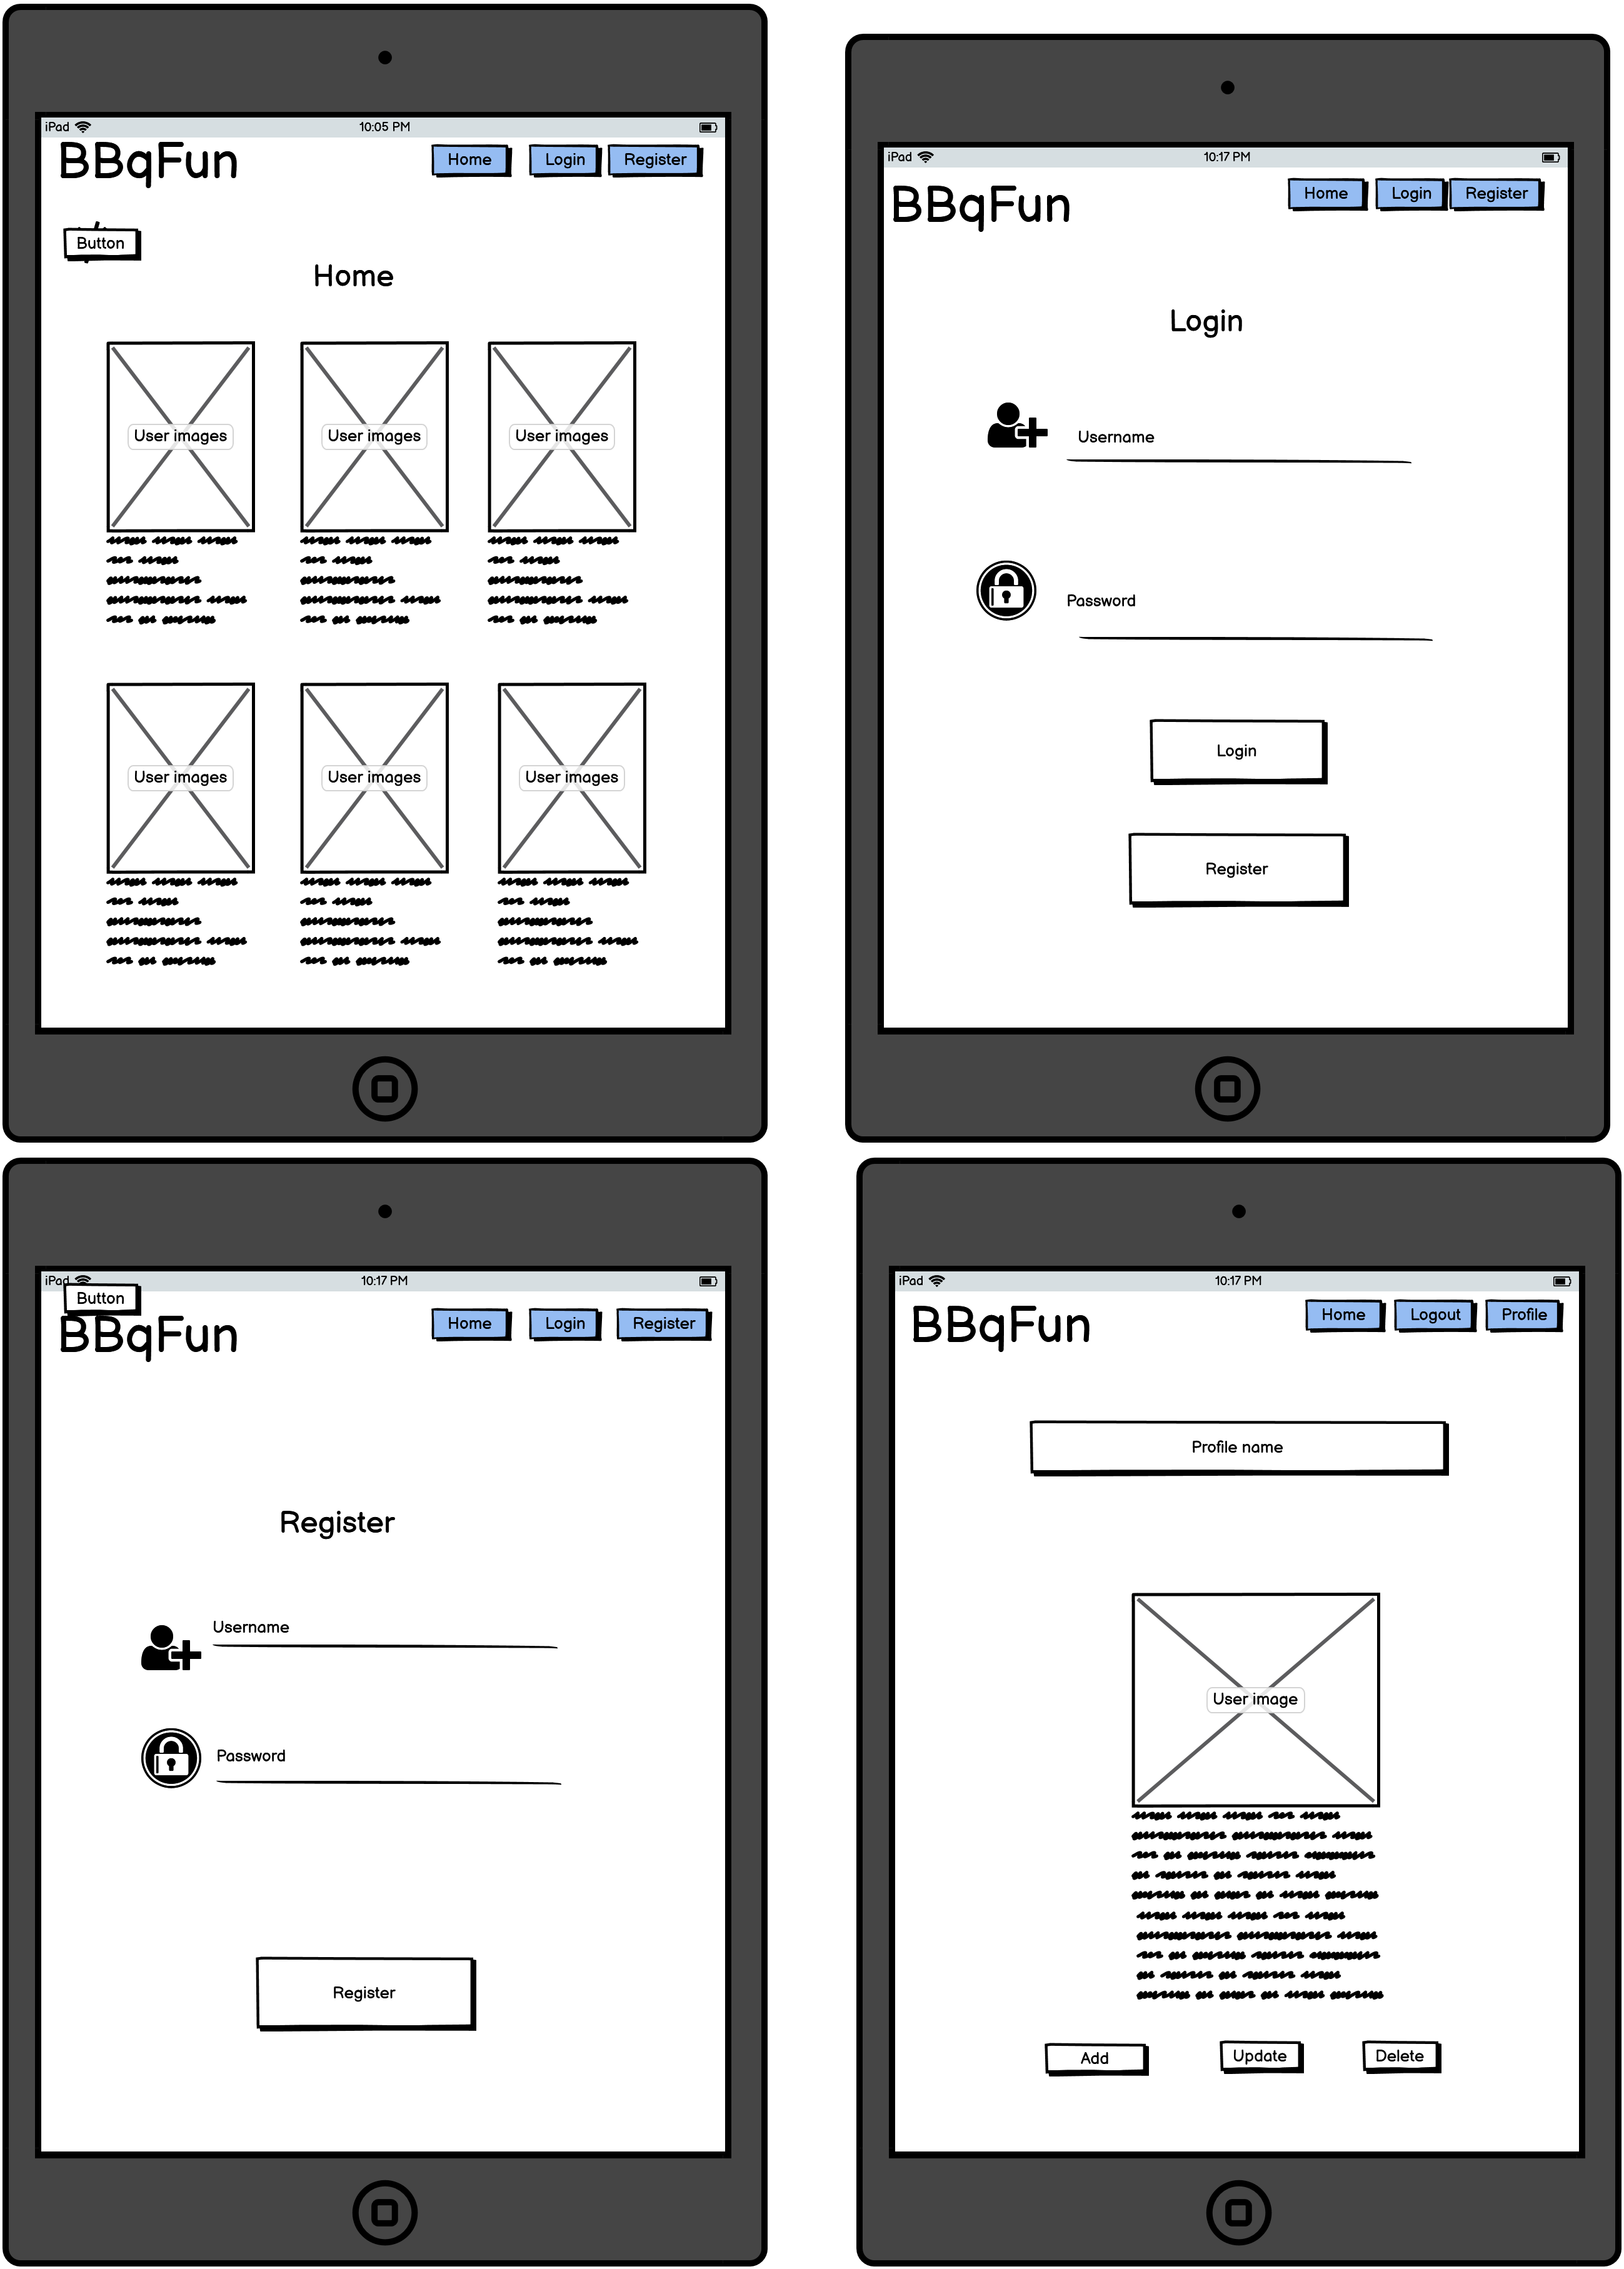 iPad 10:05 PM
BBqFun Home Login Register
Button
Home
User images User images User images
User images User images User images
iPad 10:17 PM
Home Login Register
BBqFun
Login
Username
Password
Login
Register
iPad 10:17 PM
Button
BBqFun Home Login Register
Register
Username
Password
Register
iPad 10:17 PM
BBqFun Home Logout Profile
Profile name
User image
Add Update Delete